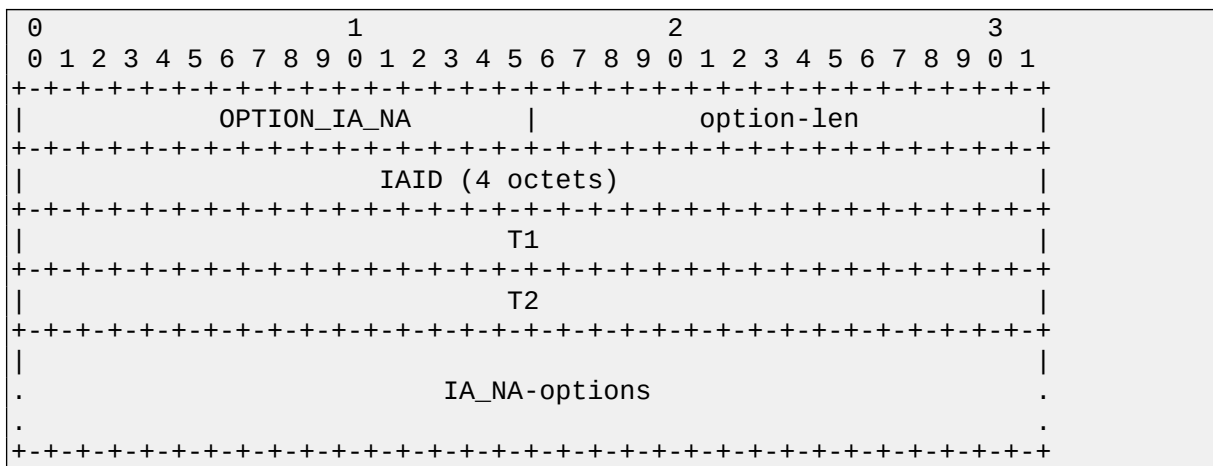 0                   1                   2                   3
 0 1 2 3 4 5 6 7 8 9 0 1 2 3 4 5 6 7 8 9 0 1 2 3 4 5 6 7 8 9 0 1
+-+-+-+-+-+-+-+-+-+-+-+-+-+-+-+-+-+-+-+-+-+-+-+-+-+-+-+-+-+-+-+-+
|            OPTION_IA_NA       |          option-len           |
+-+-+-+-+-+-+-+-+-+-+-+-+-+-+-+-+-+-+-+-+-+-+-+-+-+-+-+-+-+-+-+-+
|                      IAID (4 octets)                          |
+-+-+-+-+-+-+-+-+-+-+-+-+-+-+-+-+-+-+-+-+-+-+-+-+-+-+-+-+-+-+-+-+
|                              T1                               |
+-+-+-+-+-+-+-+-+-+-+-+-+-+-+-+-+-+-+-+-+-+-+-+-+-+-+-+-+-+-+-+-+
|                              T2                               |
+-+-+-+-+-+-+-+-+-+-+-+-+-+-+-+-+-+-+-+-+-+-+-+-+-+-+-+-+-+-+-+-+
|                                                               |
.                          IA_NA-options                        .
.                                                               .
+-+-+-+-+-+-+-+-+-+-+-+-+-+-+-+-+-+-+-+-+-+-+-+-+-+-+-+-+-+-+-+-+